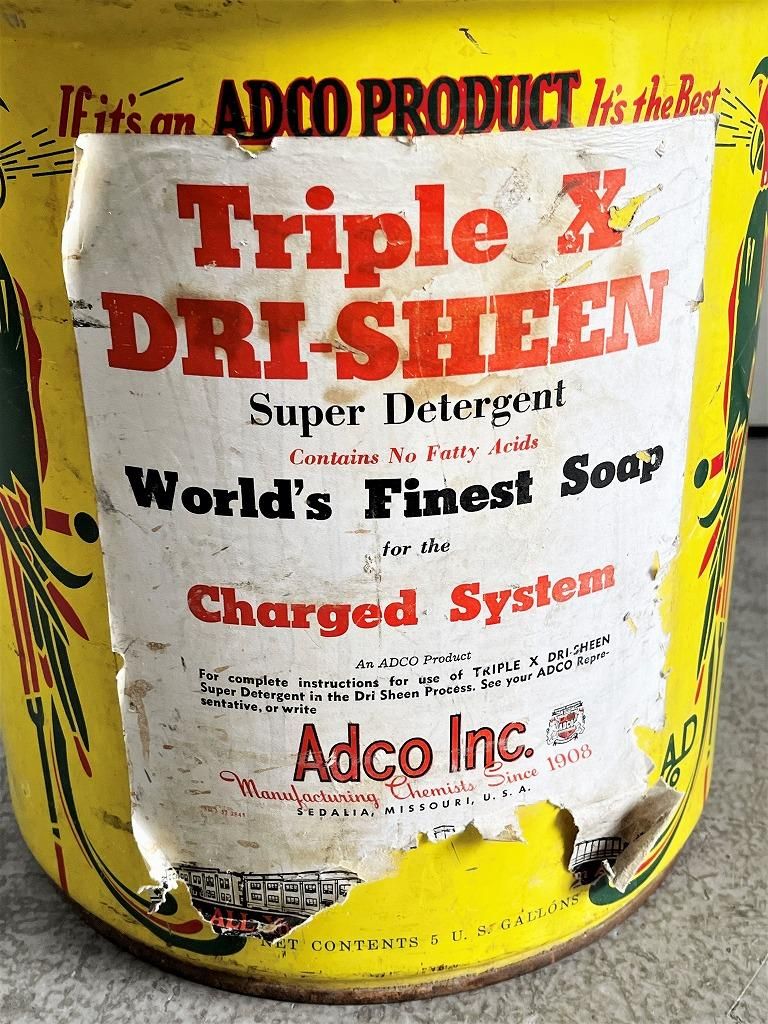 If it's an ADCO PRODUCT It's the Best
Triple X
DRI-SHEEN
Super Detergent
Contains No Fatty Acids
World's Finest Soap
for the
Charged System
An ADCO Product
For complete instructions for use of TRIPLE X DRI-SHEEN
Super Detergent in the Dri Sheen Process. See your ADCO Repre-
sentative, or write
Adco Inc.
Manufacturing Chemists Since 1908
SEDALIA, MISSOURI, U. S. A.
AD
ALL
NET CONTENTS 5 U. S. GALLONS